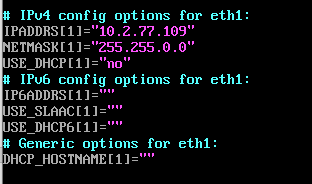 # IPv4 config options for eth1:
IPADDRS[1]="10.2.77.109"
NETMASK[1]="255.255.0.0"
USE_DHCP[1]="no"
# IPv6 config options for eth1:
IP6ADDRS[1]=""
USE_SLAAC[1]=""
USE_DHCP6[1]=""
# Generic options for eth1:
DHCP_HOSTNAME[1]=""